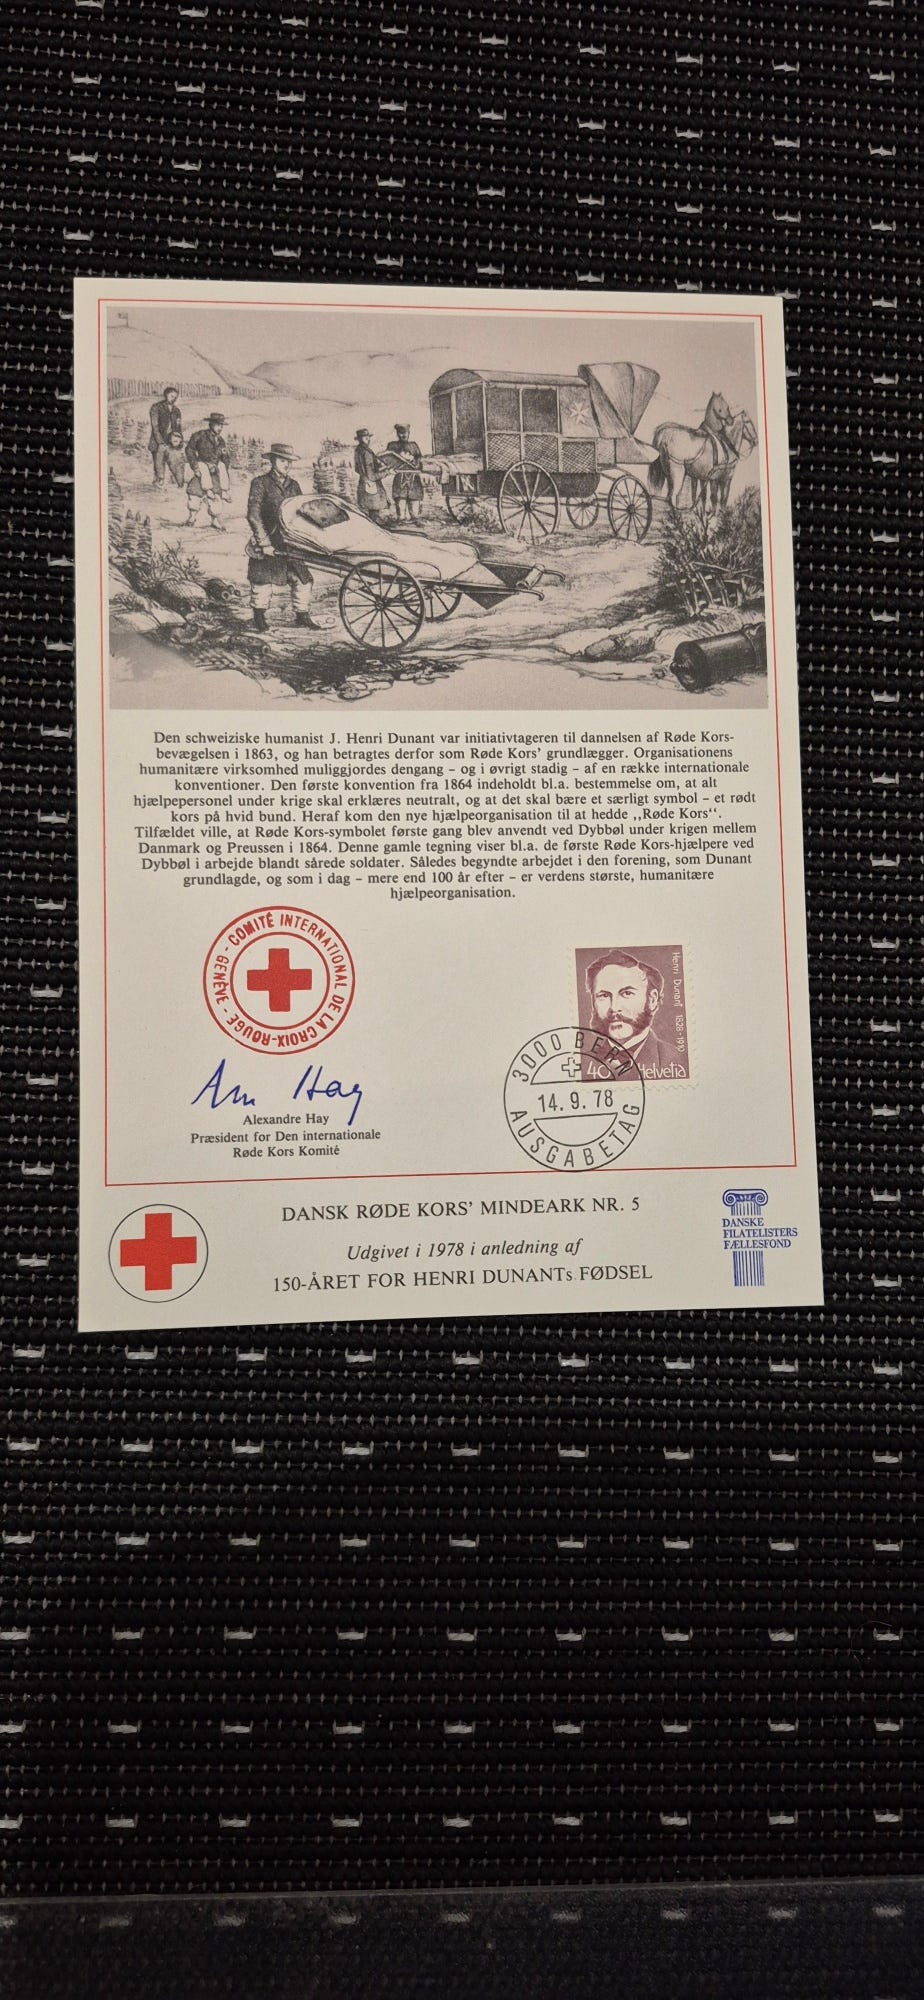 Den schweiziske humanist J. Henri Dunant var initiativtageren til dannelsen af Røde Kors-
bevægelsen i 1863, og han betragtes derfor som Røde Kors' grundlægger. Organisationens
humanitære virksomhed muliggjordes dengang – og i øvrigt stadig – af en række internationale
konventioner. Den første konvention fra 1864 indeholdt bl.a. bestemmelse om, at alt
hjælpepersonel under krige skal erklæres neutralt, og at det skal bære et særligt symbol – et rødt
kors på hvid bund. Heraf kom den nye hjælpeorganisation til at hedde ,,Røde Kors“.
Tilfældet ville, at Røde Kors-symbolet første gang blev anvendt ved Dybbøl under krigen mellem
Danmark og Preussen i 1864. Denne gamle tegning viser bl.a. de første Røde Kors-hjælpere ved
Dybbøl i arbejde blandt sårede soldater. Således begyndte arbejdet i den forening, som Dunant
grundlagde, og som i dag – mere end 100 år efter – er verdens største, humanitære
hjælpeorganisation.
COMITÉ INTERNATIONAL DE LA CROIX-ROUGE - GENÈVE -
Henri Dunant 1828-1910
40 Helvetia
3000 BERN
14. 9. 78
AUSGABETAG
Alexandre Hay
Præsident for Den internationale
Røde Kors Komité
DANSK RØDE KORS' MINDEARK NR. 5
Udgivet i 1978 i anledning af
150-ÅRET FOR HENRI DUNANTs FØDSEL
DANSKE
FILATELISTERS
FÆLLESFOND